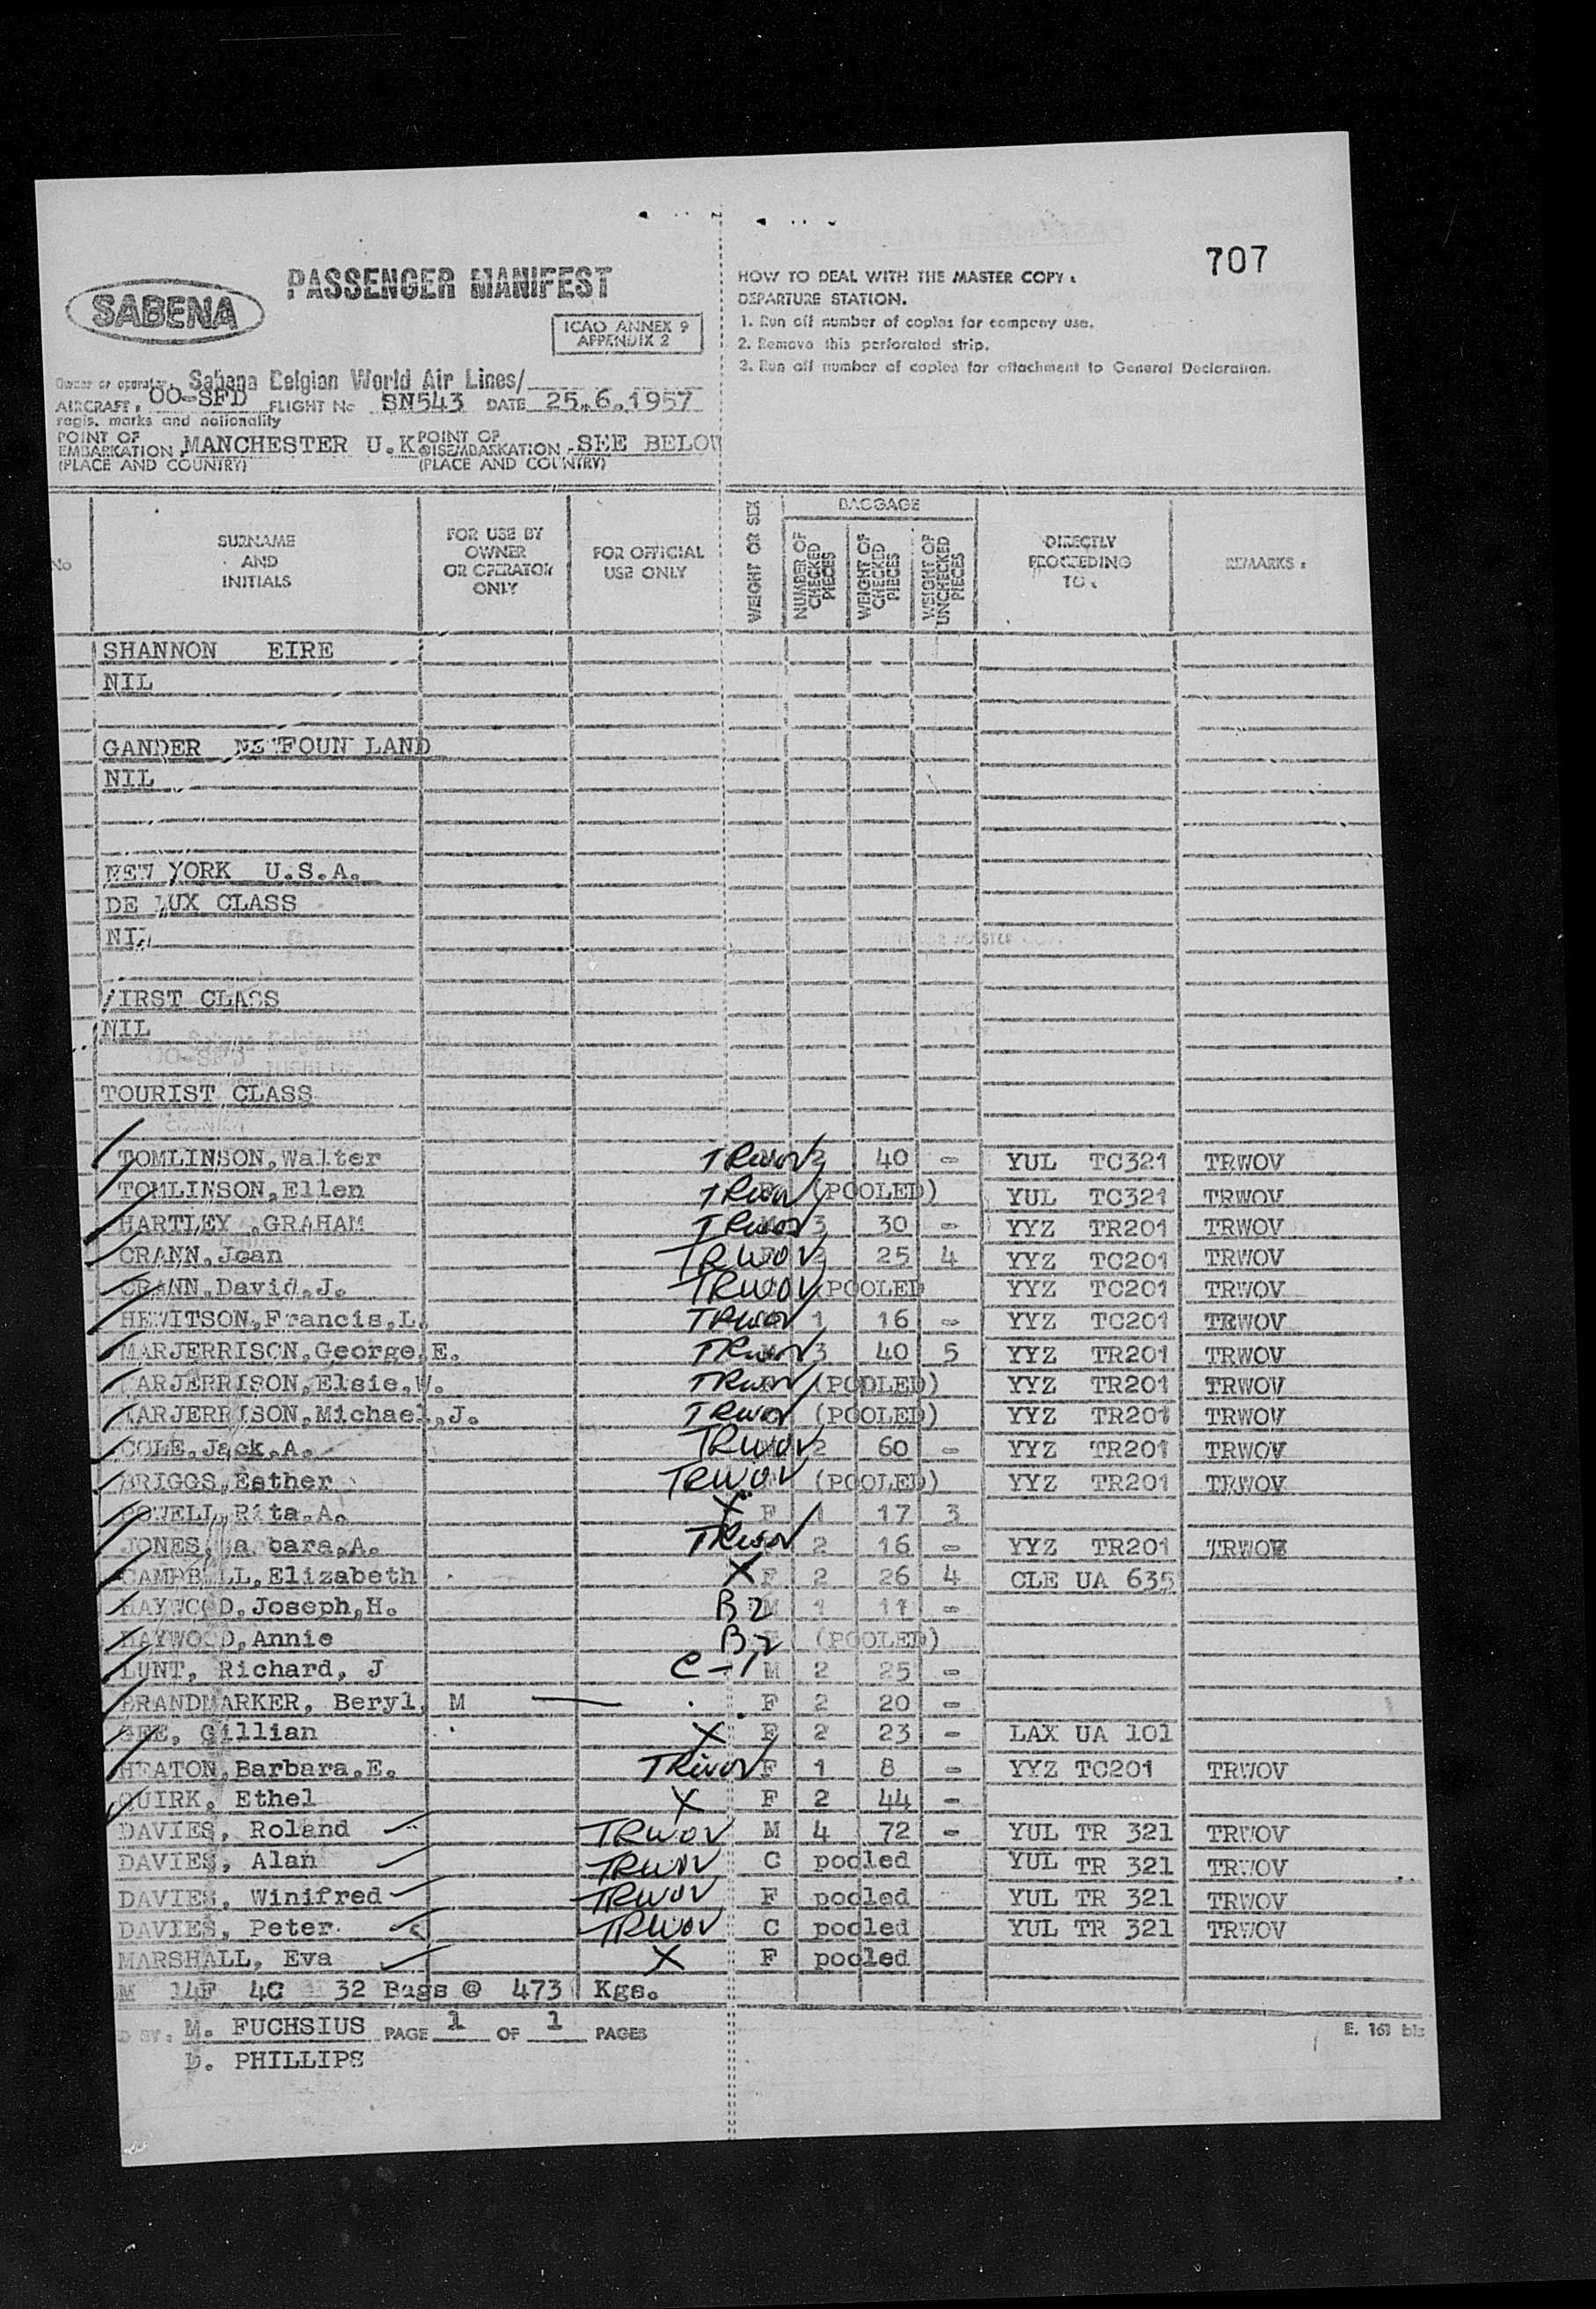 707
SABENA
PASSENGER MANIFEST
ICAO ANNEX 9
APPENDIX 2
HOW TO DEAL WITH THE MASTER COPY :
DEPARTURE STATION.
1. Run off number of copies for company use.
2. Remove this perforated strip.
3. Run off number of copies for attachment to General Declaration.
Owner or operator, Sabena Belgian World Air Lines/
AIRCRAFT, OO-SFD FLIGHT No SN543 DATE 25.6.1957
regis. marks and nationality
POINT OF EMBARKATION MANCHESTER U.K POINT OF DISEMBARKATION SEE BELOW
(PLACE AND COUNTRY) (PLACE AND COUNTRY)
No
SURNAME AND INITIALS
FOR USE BY OWNER OR OPERATOR ONLY
FOR OFFICIAL USE ONLY
WEIGHT OR SEX
BAGGAGE
NUMBER OF CHECKED PIECES
WEIGHT OF CHECKED PIECES
WEIGHT OF UNCHECKED PIECES
DIRECTLY PROCEEDING TO :
REMARKS :
SHANNON EIRE
NIL
GANDER
NIL
NEW YORK U.S.A.
DE UX CLASS
NI
IRST CLASS
NIL
TOURIST CLASS
TOMLINSON,Walter TRWOV 2 40 - YUL TC321 TRWOV
TOMLINSON,Ellen TRWOV (POOLED) YUL TC321 TRWOV
HARTLEY ,GRAHAM TRWOV 3 30 - YYZ TR201 TRWOV
CRANN,Jean TRWOV 2 25 4 YYZ TC201 TRWOV
CRANN,David,J. TRWOV (POOLED YYZ TC201 TRWOV
HEWITSON,Francis,L. TRWOV 1 16 - YYZ TC201 TRWOV
MARJERRISON,George,E. TRWOV 3 40 5 YYZ TR201 TRWOV
MARJERRISON,Elsie,W. TRWOV (POOLED) YYZ TR201 TRWOV
MARJERRISON,Michael,J. TRWOV (POOLED) YYZ TR201 TRWOV
COLE,Jack,A. TRWOV 2 60 - YYZ TR201 TRWOV
BRIGGS,Esther TRWOV (POOLED) YYZ TR201 TRWOV
POWELL,Rita,A. X F 1 17 3
JONES, Ba bara,A. TRWOV 2 16 - YYZ TR201 TRWOV
CAMPBELL,Elizabeth X F 2 26 4 CLE UA 635
HAYWOOD,Joseph,H. B2 M 1 11 -
HAYWOOD,Annie B2 (POOLED)
LUNT, Richard, J C-1 M 2 25 -
BRANDMARKER, Beryl, M — F 2 20 -
GEE, Gillian X F 2 23 - LAX UA 101
HEATON,Barbara,E. TRWOV F 1 8 - YYZ TC201 TRWOV
QUIRK, Ethel X F 2 44 -
DAVIES, Roland TRWOV M 4 72 - YUL TR 321 TRWOV
DAVIES, Alan TRWOV C pooled YUL TR 321 TRWOV
DAVIES, Winifred TRWOV F pooled YUL TR 321 TRWOV
DAVIES, Peter TRWOV C pooled YUL TR 321 TRWOV
MARSHALL, Eva X F pooled
M 14F 4C 32 Bags @ 473 Kgs.
D BY: M. FUCHSIUS PAGE 1 OF 1 PAGES
D. PHILLIPS
E. 161 bis